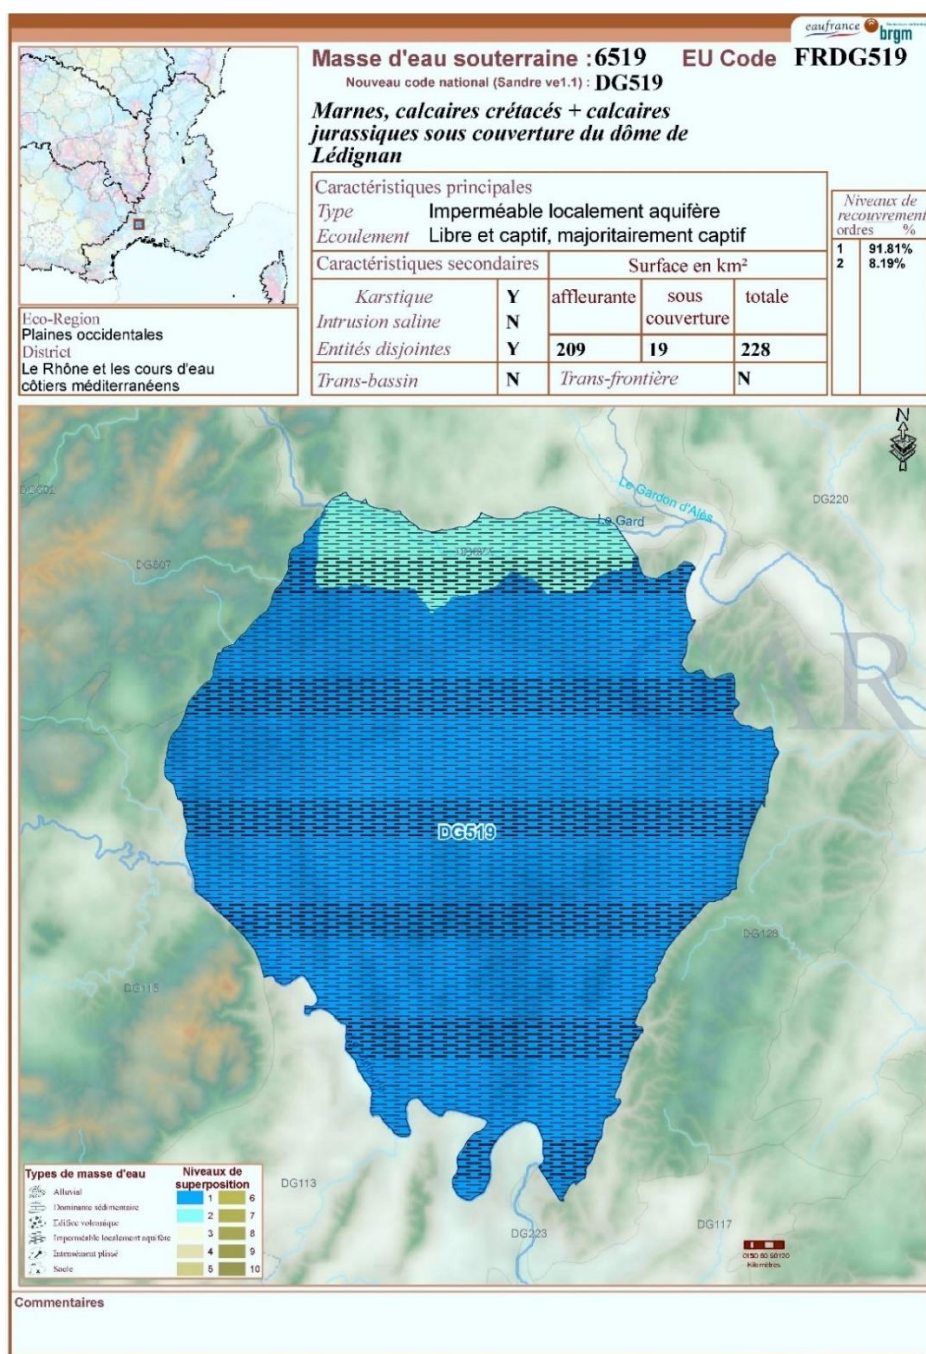 eaufrance
brgm
Masse d'eau souterraine : 6519 EU Code FRDG519
Nouveau code national (Sandre ve1.1) : DG519
Marnes, calcaires crétacés + calcaires
jurassiques sous couverture du dôme de
Lédignan
Caractéristiques principales
Type Imperméable localement aquifère
Ecoulement Libre et captif, majoritairement captif
Caractéristiques secondaires Surface en km²
Karstique Y affleurante sous couverture totale
Intrusion saline N
Entités disjointes Y 209 19 228
Trans-bassin N Trans-frontière N
Niveaux de
recouvrement
ordres %
1 91.81%
2 8.19%
Eco-Region
Plaines occidentales
District
Le Rhône et les cours d'eau
côtiers méditerranéens
N
Le Gardon d'Alès
Le Gard
DG220
DG607
AR
DG519
DG128
DG115
DG113
DG223
DG117
Types de masse d'eau
Alluvial
Dominante sédimentaire
Edifice volcanique
Imperméable localement aquifère
Intensément plissé
Socle
Niveaux de
superposition
1 6
2 7
3 8
4 9
5 10
Kilomètres
Commentaires